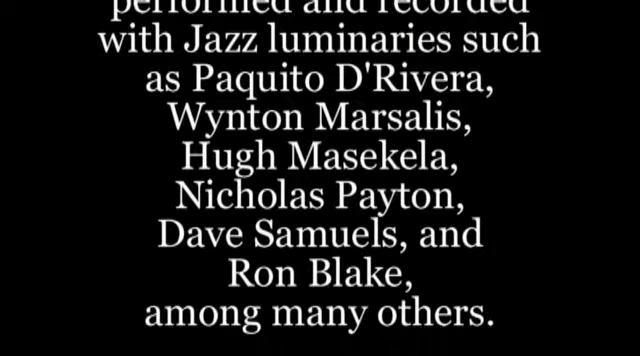 performed and recorded
with Jazz luminaries such
as Paquito D'Rivera,
Wynton Marsalis,
Hugh Masekela,
Nicholas Payton,
Dave Samuels, and
Ron Blake,
among many others.